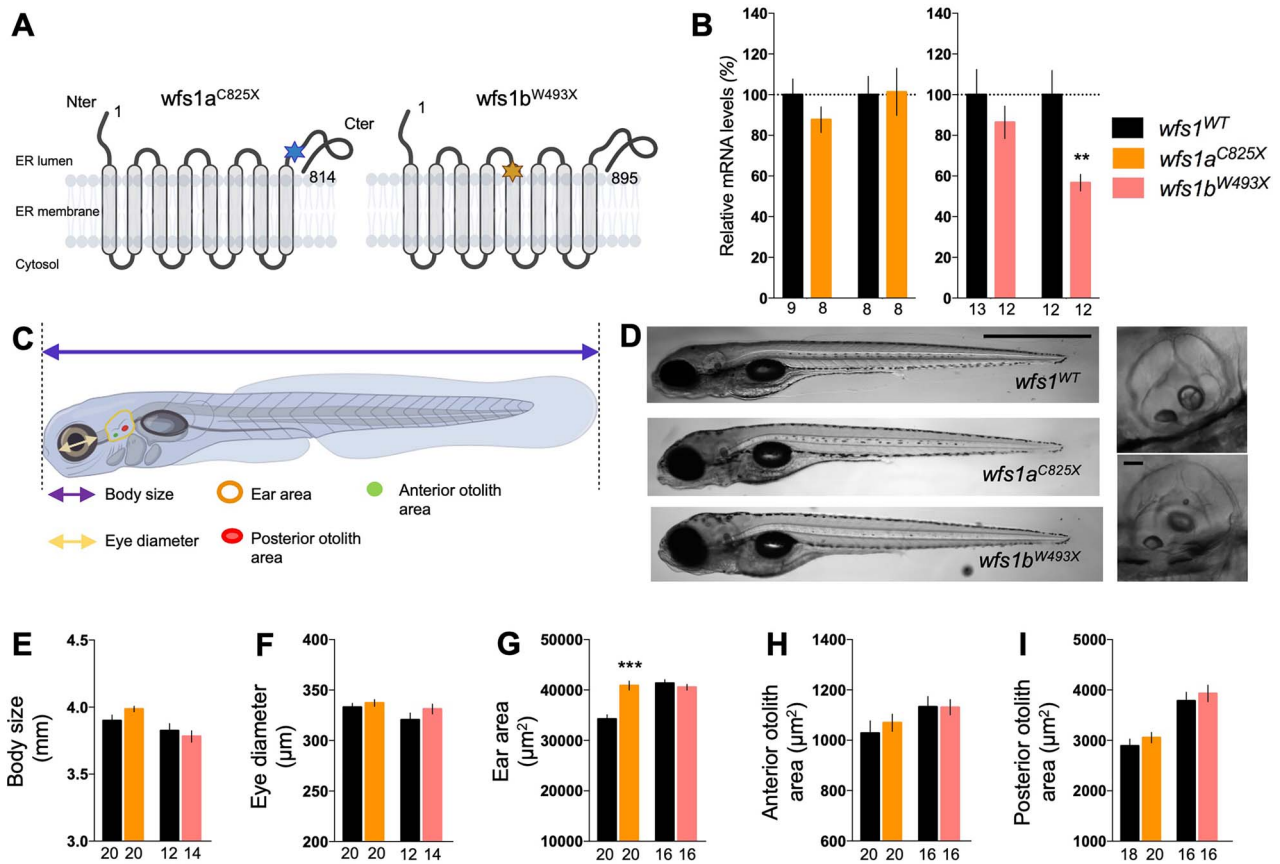 A
wfs1a^C825X
wfs1b^W493X
Nter
1
1
Cter
ER lumen
814
895
ER membrane
Cytosol
B
Relative mRNA levels (%)
140
120
100
80
60
40
20
0
9 8 8 8
140
120
100
80
60
40
20
0
**
13 12 12 12
wfs1^WT
wfs1a^C825X
wfs1b^W493X
C
Body size
Ear area
Anterior otolith
area
Eye diameter
Posterior otolith
area
D
wfs1^WT
wfs1a^C825X
wfs1b^W493X
E
Body size
(mm)
4.5
4.0
3.5
3.0
20 20 12 14
F
Eye diameter
(µm)
400
350
300
250
200
20 20 12 14
G
Ear area
(µm²)
50000
40000
30000
20000
10000
***
20 20 16 16
H
Anterior otolith
area (µm²)
1400
1200
1000
800
600
20 20 16 16
I
Posterior otolith
area (µm²)
5000
4000
3000
2000
1000
18 20 16 16